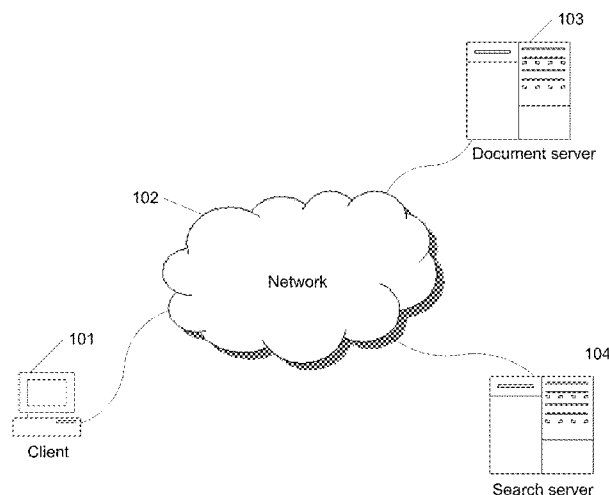 103
Document server
102
Network
101
Client
104
Search server